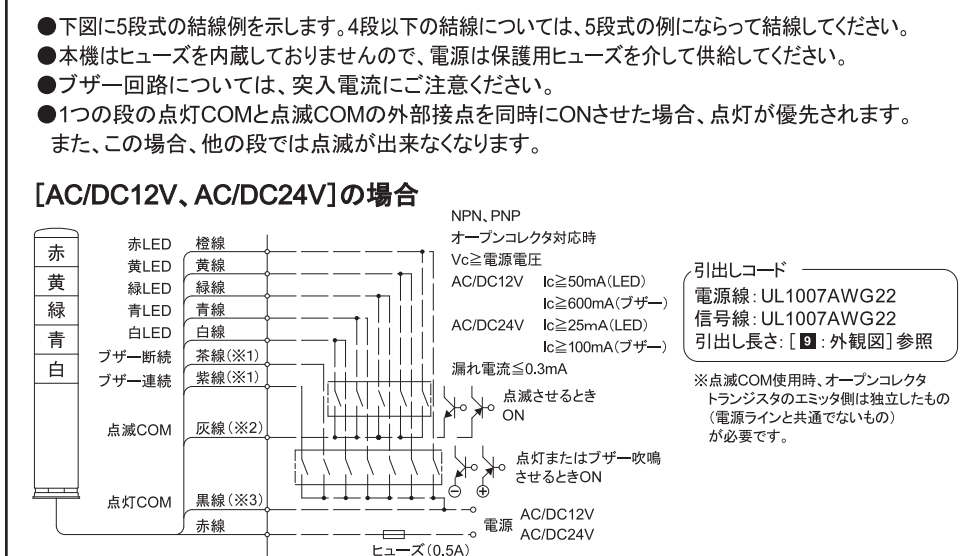 ●下図に5段式の結線例を示します。4段以下の結線については、5段式の例にならって結線してください。
●本機はヒューズを内蔵しておりませんので、電源は保護用ヒューズを介して供給してください。
●ブザー回路については、突入電流にご注意ください。
●1つの段の点灯COMと点滅COMの外部接点を同時にONさせた場合、点灯が優先されます。
また、この場合、他の段では点滅が出来なくなります。
[AC/DC12V、AC/DC24V]の場合
赤
黄
緑
青
白
赤LED 橙線
黄LED 黄線
緑LED 緑線
青LED 青線
白LED 白線
ブザー断続 茶線(※1)
ブザー連続 紫線(※1)
点滅COM 灰線(※2)
点灯COM 黒線(※3)
赤線
NPN、PNP
オープンコレクタ対応時
Vc≧電源電圧
AC/DC12V Ic≧50mA(LED)
Ic≧600mA(ブザー)
AC/DC24V Ic≧25mA(LED)
Ic≧100mA(ブザー)
漏れ電流≦0.3mA
点滅させるとき
ON
点灯またはブザー吹鳴
させるときON
⊖ ⊕
電源 AC/DC12V
AC/DC24V
ヒューズ(0.5A)
引出しコード
電源線:UL1007AWG22
信号線:UL1007AWG22
引出し長さ:[9:外観図]参照
※点滅COM使用時、オープンコレクタ
トランジスタのエミッタ側は独立したもの
(電源ラインと共通でないもの)
が必要です。